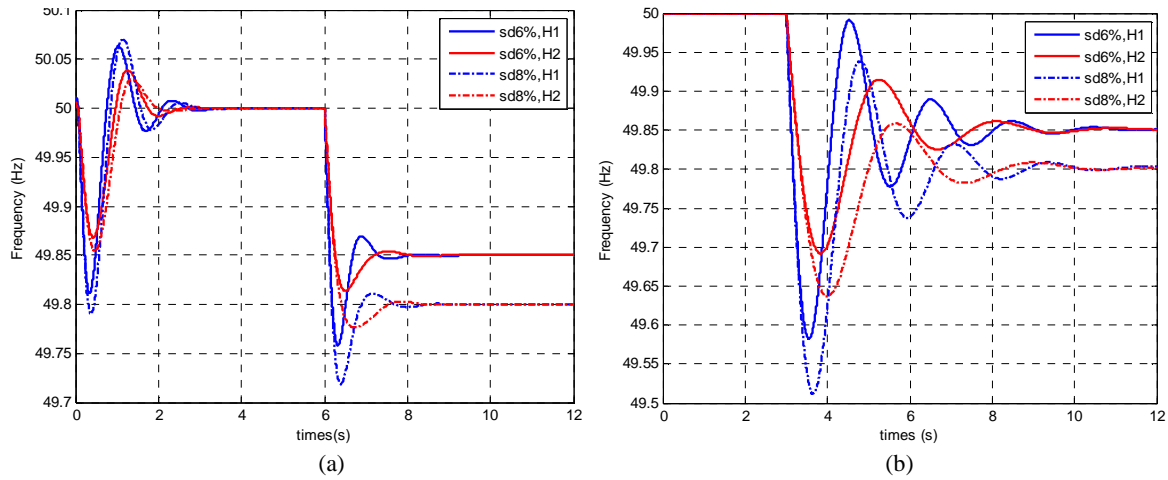 50.1
50.05
50
49.95
49.9
49.85
49.8
49.75
49.7
Frequency (Hz)
0 2 4 6 8 10 12
times(s)
sd6%,H1
sd6%,H2
sd8%,H1
sd8%,H2
(a)
50
49.95
49.9
49.85
49.8
49.75
49.7
49.65
49.6
49.55
49.5
Frequency (Hz)
0 2 4 6 8 10 12
times (s)
sd6%,H1
sd6%,H2
sd8%,H1
sd8%,H2
(b)